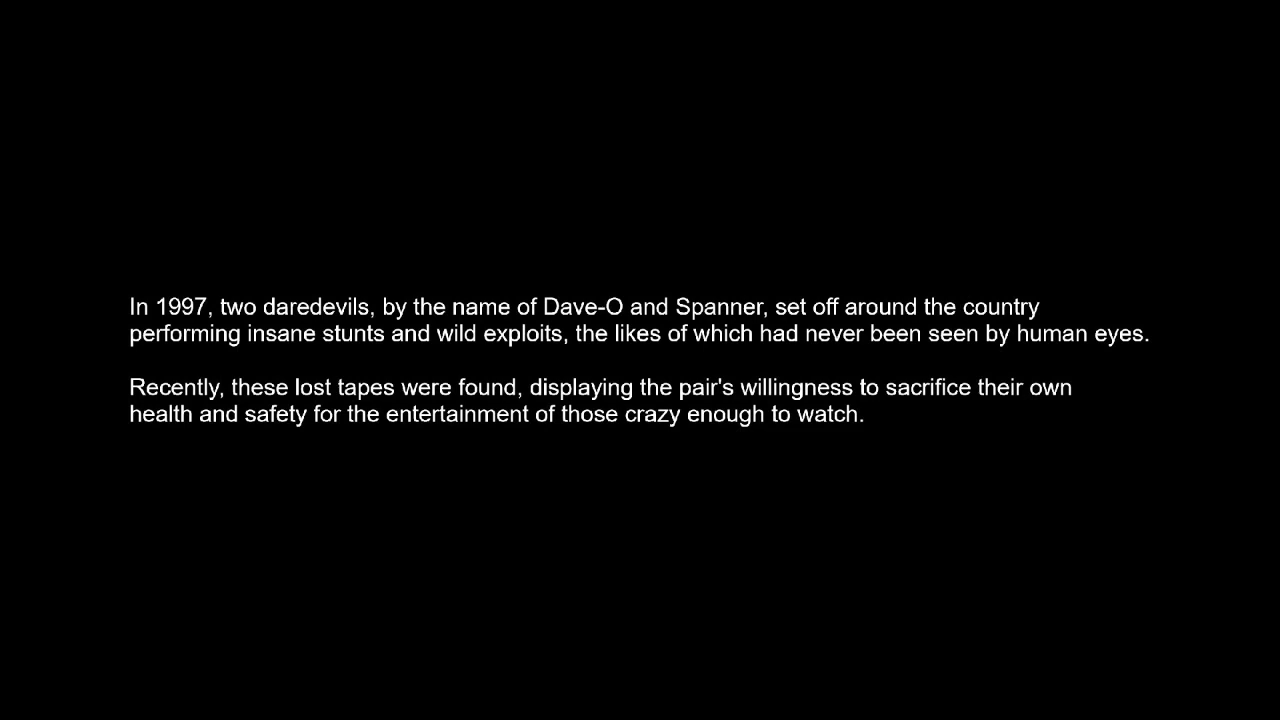 In 1997, two daredevils, by the name of Dave-O and Spanner, set off around the country
performing insane stunts and wild exploits, the likes of which had never been seen by human eyes.
Recently, these lost tapes were found, displaying the pair's willingness to sacrifice their own
health and safety for the entertainment of those crazy enough to watch.